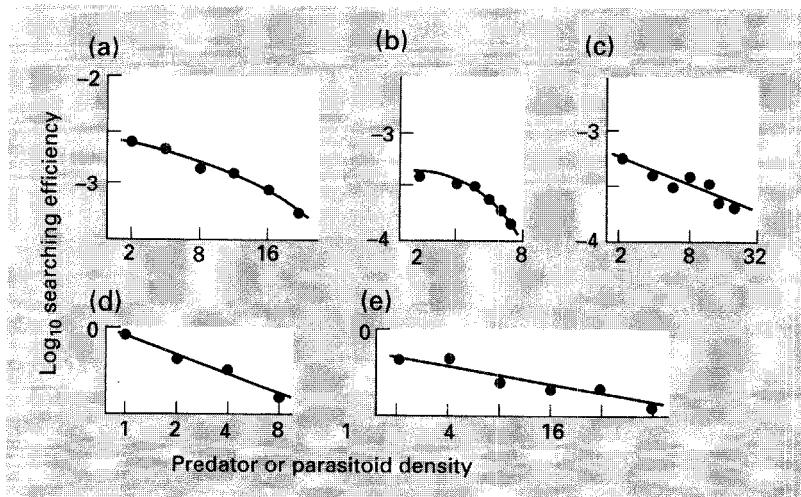 (a)
(b)
(c)
-2
-3
-3
-4
-3
-4
2 8 16
2 8
2 8 32
Log10 searching efficiency
(d)
(e)
0
0
1 2 4 8
1 4 16
Predator or parasitoid density